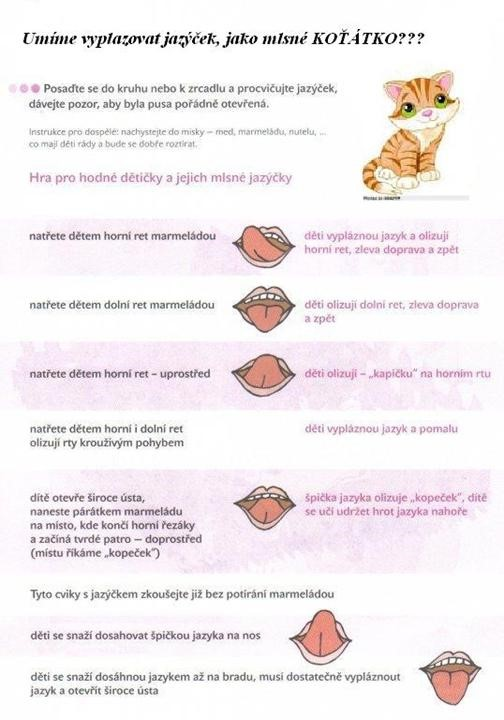 Umíme vyplazovat jazýček, jako mlsné KOŤÁTKO???
Posaďte se do kruhu nebo k zrcadlu a procvičujte jazýček,
dávejte pozor, aby byla pusa pořádně otevřená.
Instrukce pro dospělé: nachystejte do misky – med, marmeládu, nutelu, ...
co mají děti rády a bude se dobře roztírat.
Hra pro hodné dětičky a jejich mlsné jazýčky
natřete dětem horní ret marmeládou
děti vypláznou jazyk a olizují
horní ret, zleva doprava a zpět
natřete dětem dolní ret marmeládou
děti olizují dolní ret, zleva doprava
a zpět
natřete dětem horní ret – uprostřed
děti olizují – „kapičku" na horním rtu
natřete dětem horní i dolní ret
olizují rty krouživým pohybem
děti vypláznou jazyk a pomalu
dítě otevře široce ústa,
naneste párátkem marmeládu
na místo, kde končí horní řezáky
a začíná tvrdé patro – doprostřed
(místu říkáme „kopeček")
špička jazyka olizuje „kopeček", dítě
se učí udržet hrot jazyka nahoře
Tyto cviky s jazýčkem zkoušejte již bez potírání marmeládou
děti se snaží dosahovat špičkou jazyka na nos
děti se snaží dosáhnou jazykem až na bradu, musí dostatečně vypláznout
jazyk a otevřít široce ústa